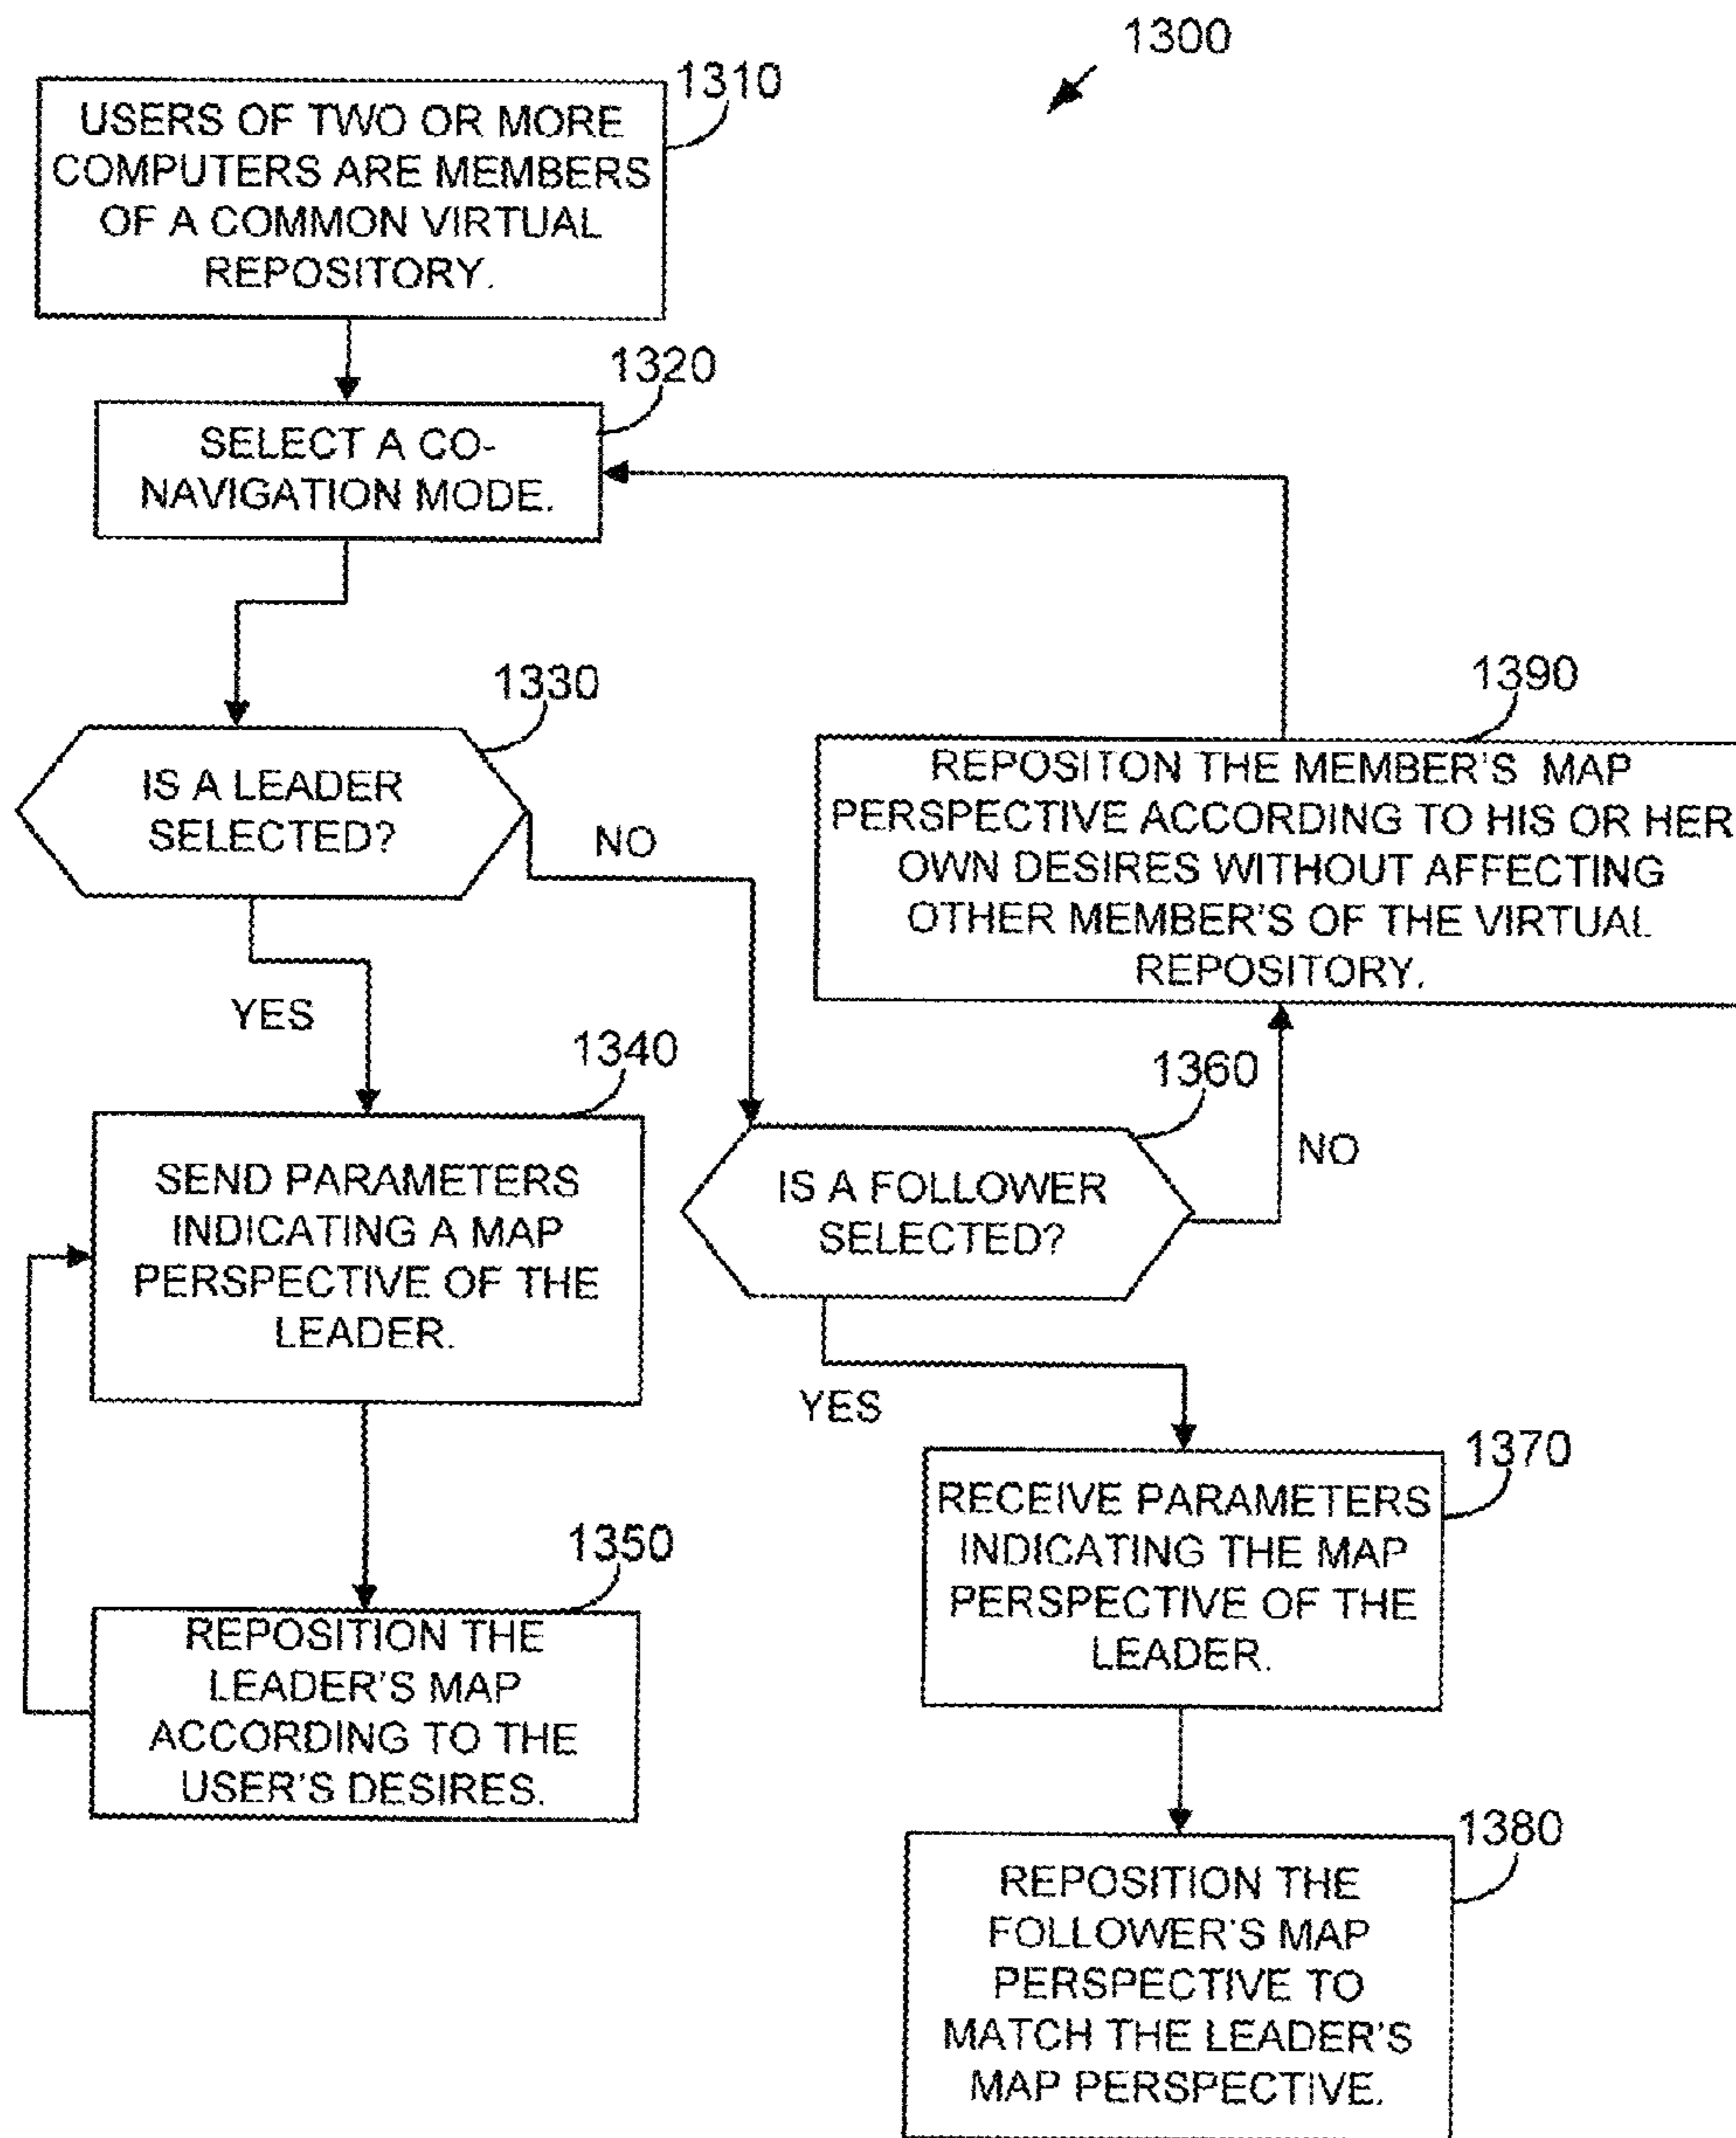 1300
1310
USERS OF TWO OR MORE
COMPUTERS ARE MEMBERS
OF A COMMON VIRTUAL
REPOSITORY.
1320
SELECT A CO-
NAVIGATION MODE.
1330
IS A LEADER
SELECTED?
NO
YES
1390
REPOSITON THE MEMBER'S MAP
PERSPECTIVE ACCORDING TO HIS OR HER
OWN DESIRES WITHOUT AFFECTING
OTHER MEMBER'S OF THE VIRTUAL
REPOSITORY.
1340
SEND PARAMETERS
INDICATING A MAP
PERSPECTIVE OF THE
LEADER.
1360
IS A FOLLOWER
SELECTED?
NO
YES
1350
REPOSITION THE
LEADER'S MAP
ACCORDING TO THE
USER'S DESIRES.
1370
RECEIVE PARAMETERS
INDICATING THE MAP
PERSPECTIVE OF THE
LEADER.
1380
REPOSITION THE
FOLLOWER'S MAP
PERSPECTIVE TO
MATCH THE LEADER'S
MAP PERSPECTIVE.